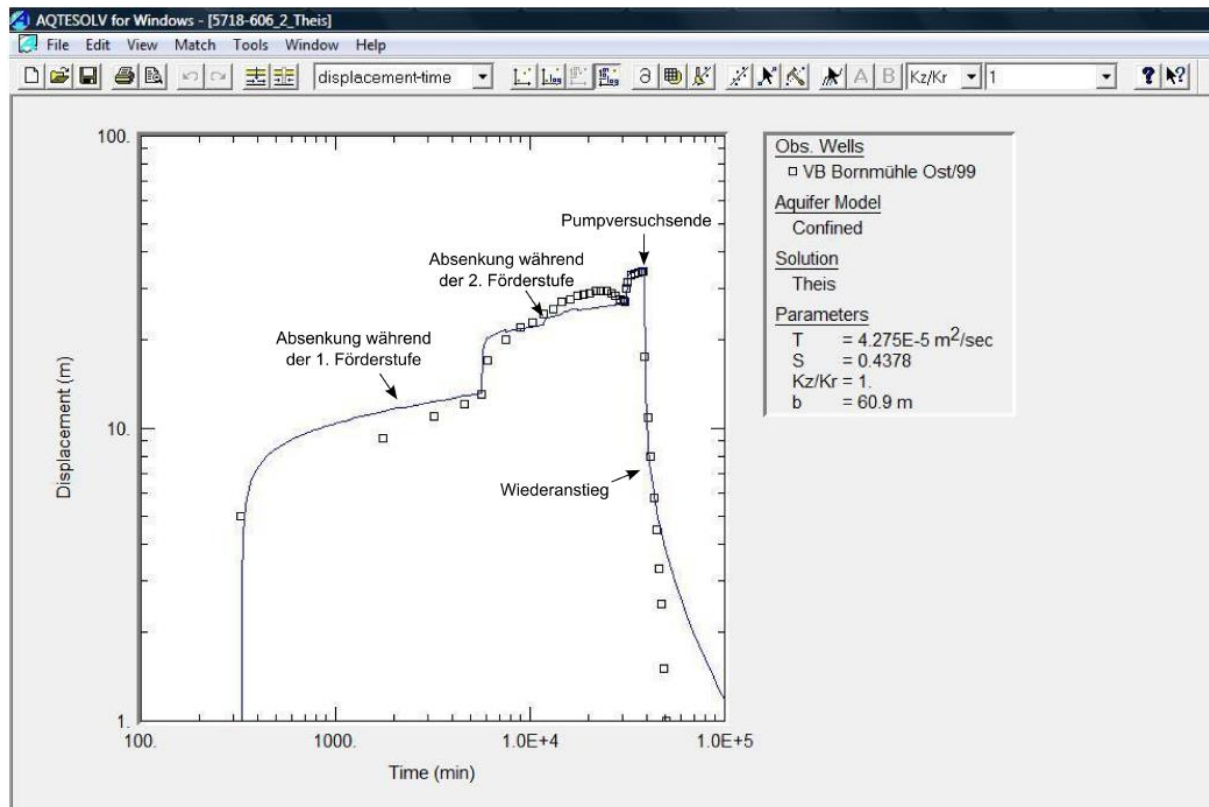 AQTESOLV for Windows - [5718-606_2_Theis]
File Edit View Match Tools Window Help
displacement-time
Kz/Kr
1
100.
10.
1.
Displacement (m)
100.
1000.
1.0E+4
1.0E+5
Time (min)
Absenkung während
der 1. Förderstufe
Absenkung während
der 2. Förderstufe
Pumpversuchsende
Wiederanstieg
Obs. Wells
VB Bornmühle Ost/99
Aquifer Model
Confined
Solution
Theis
Parameters
T = 4.275E-5 m²/sec
S = 0.4378
Kz/Kr = 1.
b = 60.9 m